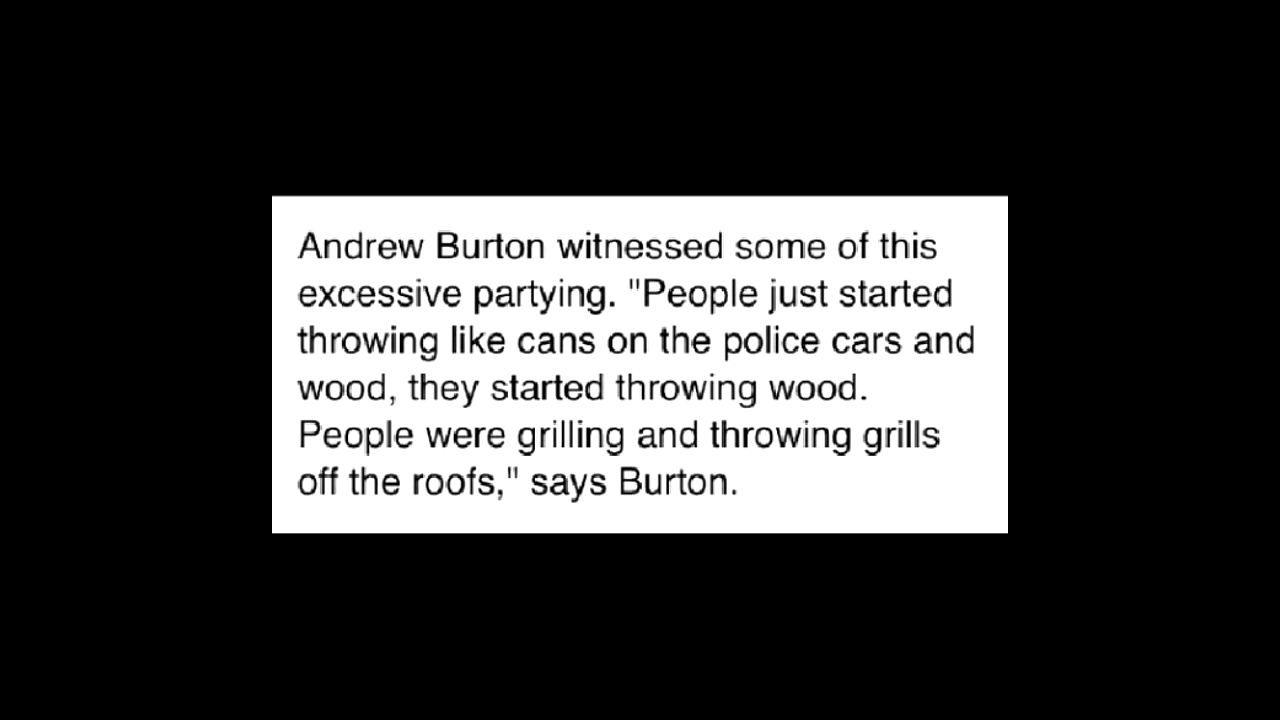 Andrew Burton witnessed some of this
excessive partying. "People just started
throwing like cans on the police cars and
wood, they started throwing wood.
People were grilling and throwing grills
off the roofs," says Burton.